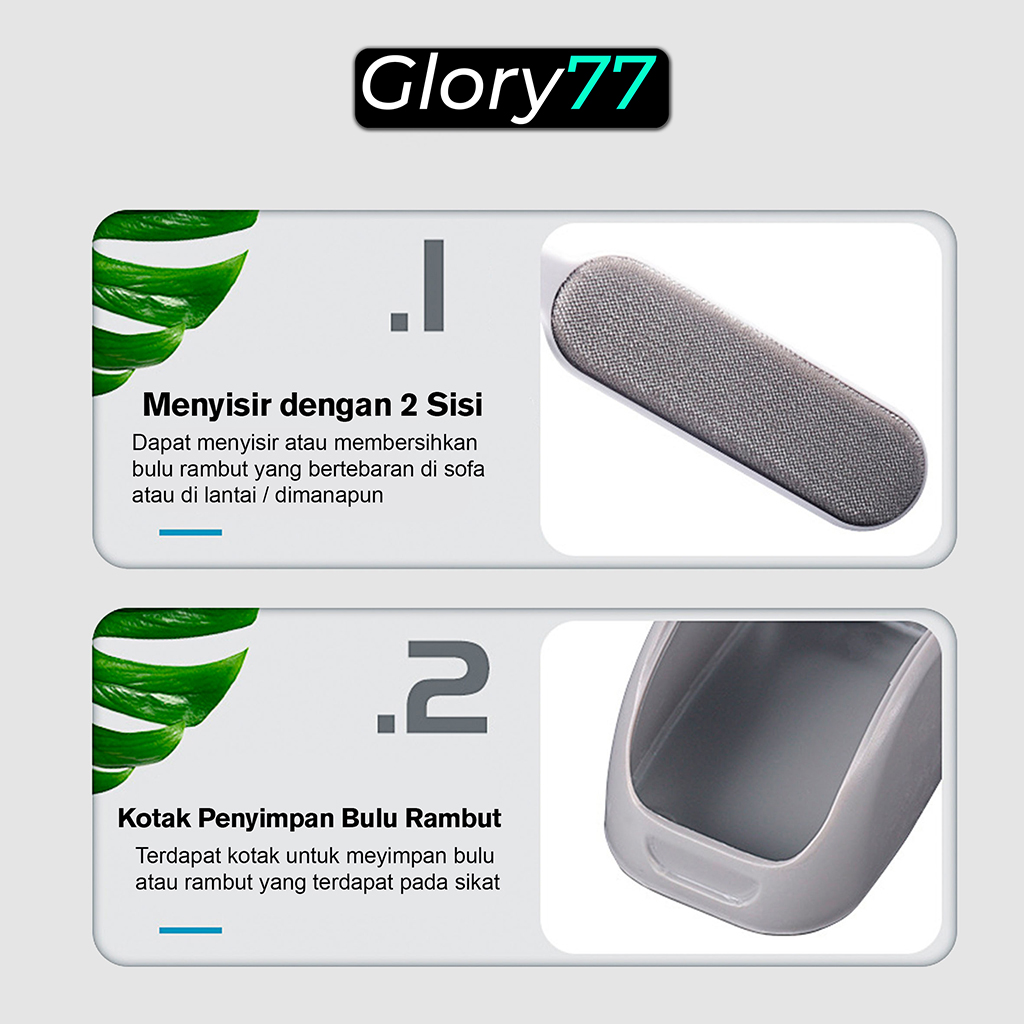 Glory77
.1
Menyisir dengan 2 Sisi
Dapat menyisir atau membersihkan
bulu rambut yang bertebaran di sofa
atau di lantai / dimanapun
.2
Kotak Penyimpan Bulu Rambut
Terdapat kotak untuk meyimpan bulu
atau rambut yang terdapat pada sikat